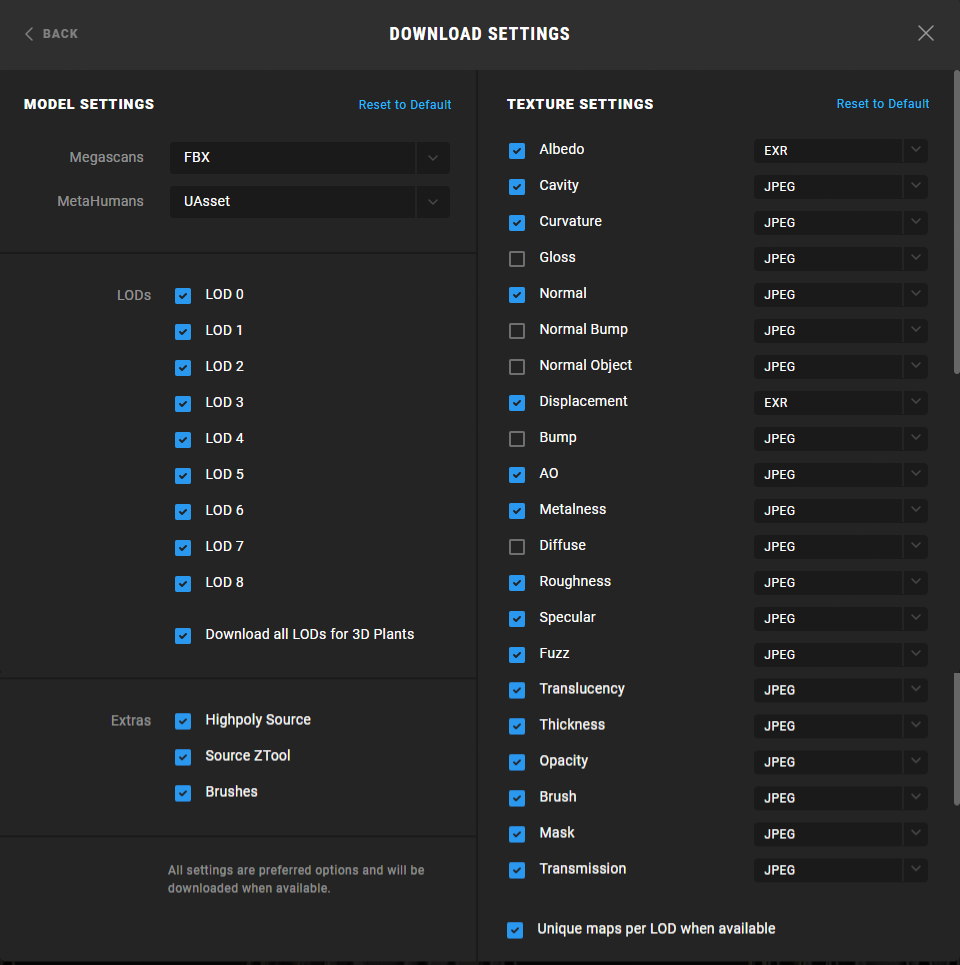 BACK
DOWNLOAD SETTINGS
MODEL SETTINGS
Reset to Default
Megascans
FBX
MetaHumans
UAsset
LODs
LOD 0
LOD 1
LOD 2
LOD 3
LOD 4
LOD 5
LOD 6
LOD 7
LOD 8
Download all LODs for 3D Plants
Extras
Highpoly Source
Source ZTool
Brushes
All settings are preferred options and will be
downloaded when available.
TEXTURE SETTINGS
Reset to Default
Albedo EXR
Cavity JPEG
Curvature JPEG
Gloss JPEG
Normal JPEG
Normal Bump JPEG
Normal Object JPEG
Displacement EXR
Bump JPEG
AO JPEG
Metalness JPEG
Diffuse JPEG
Roughness JPEG
Specular JPEG
Fuzz JPEG
Translucency JPEG
Thickness JPEG
Opacity JPEG
Brush JPEG
Mask JPEG
Transmission JPEG
Unique maps per LOD when available